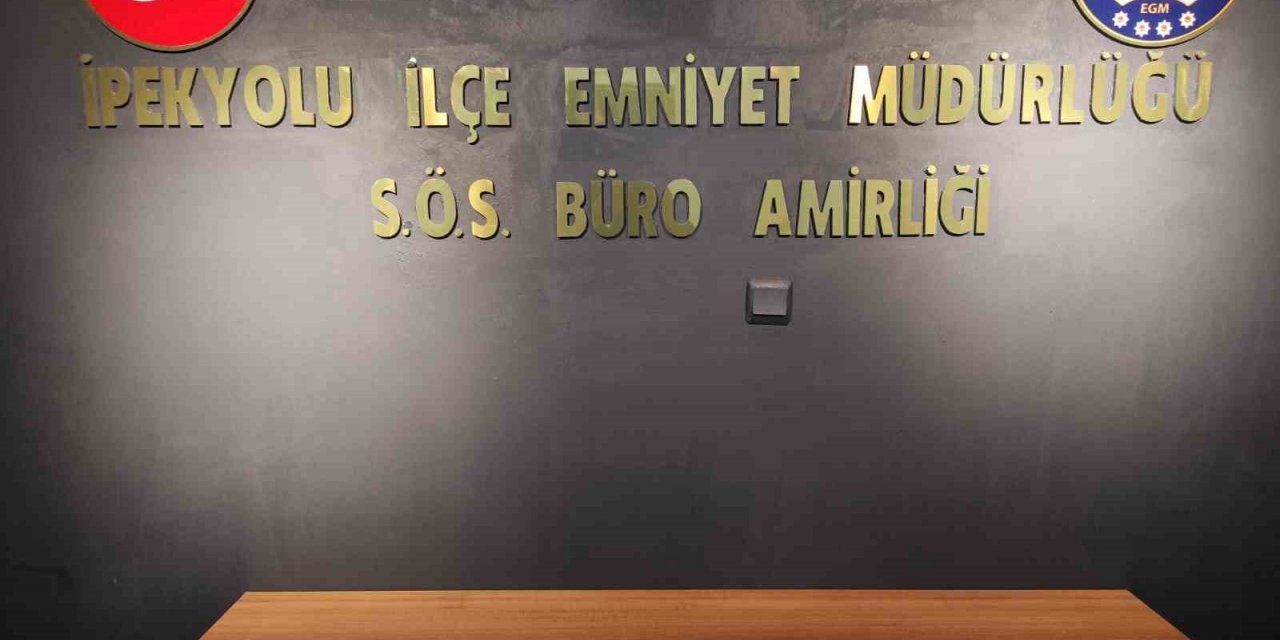 EGM
İPEKYOLU İLÇE EMNİYET MÜDÜRLÜĞÜ
S.Ö.S. BÜRO AMİRLİĞİ